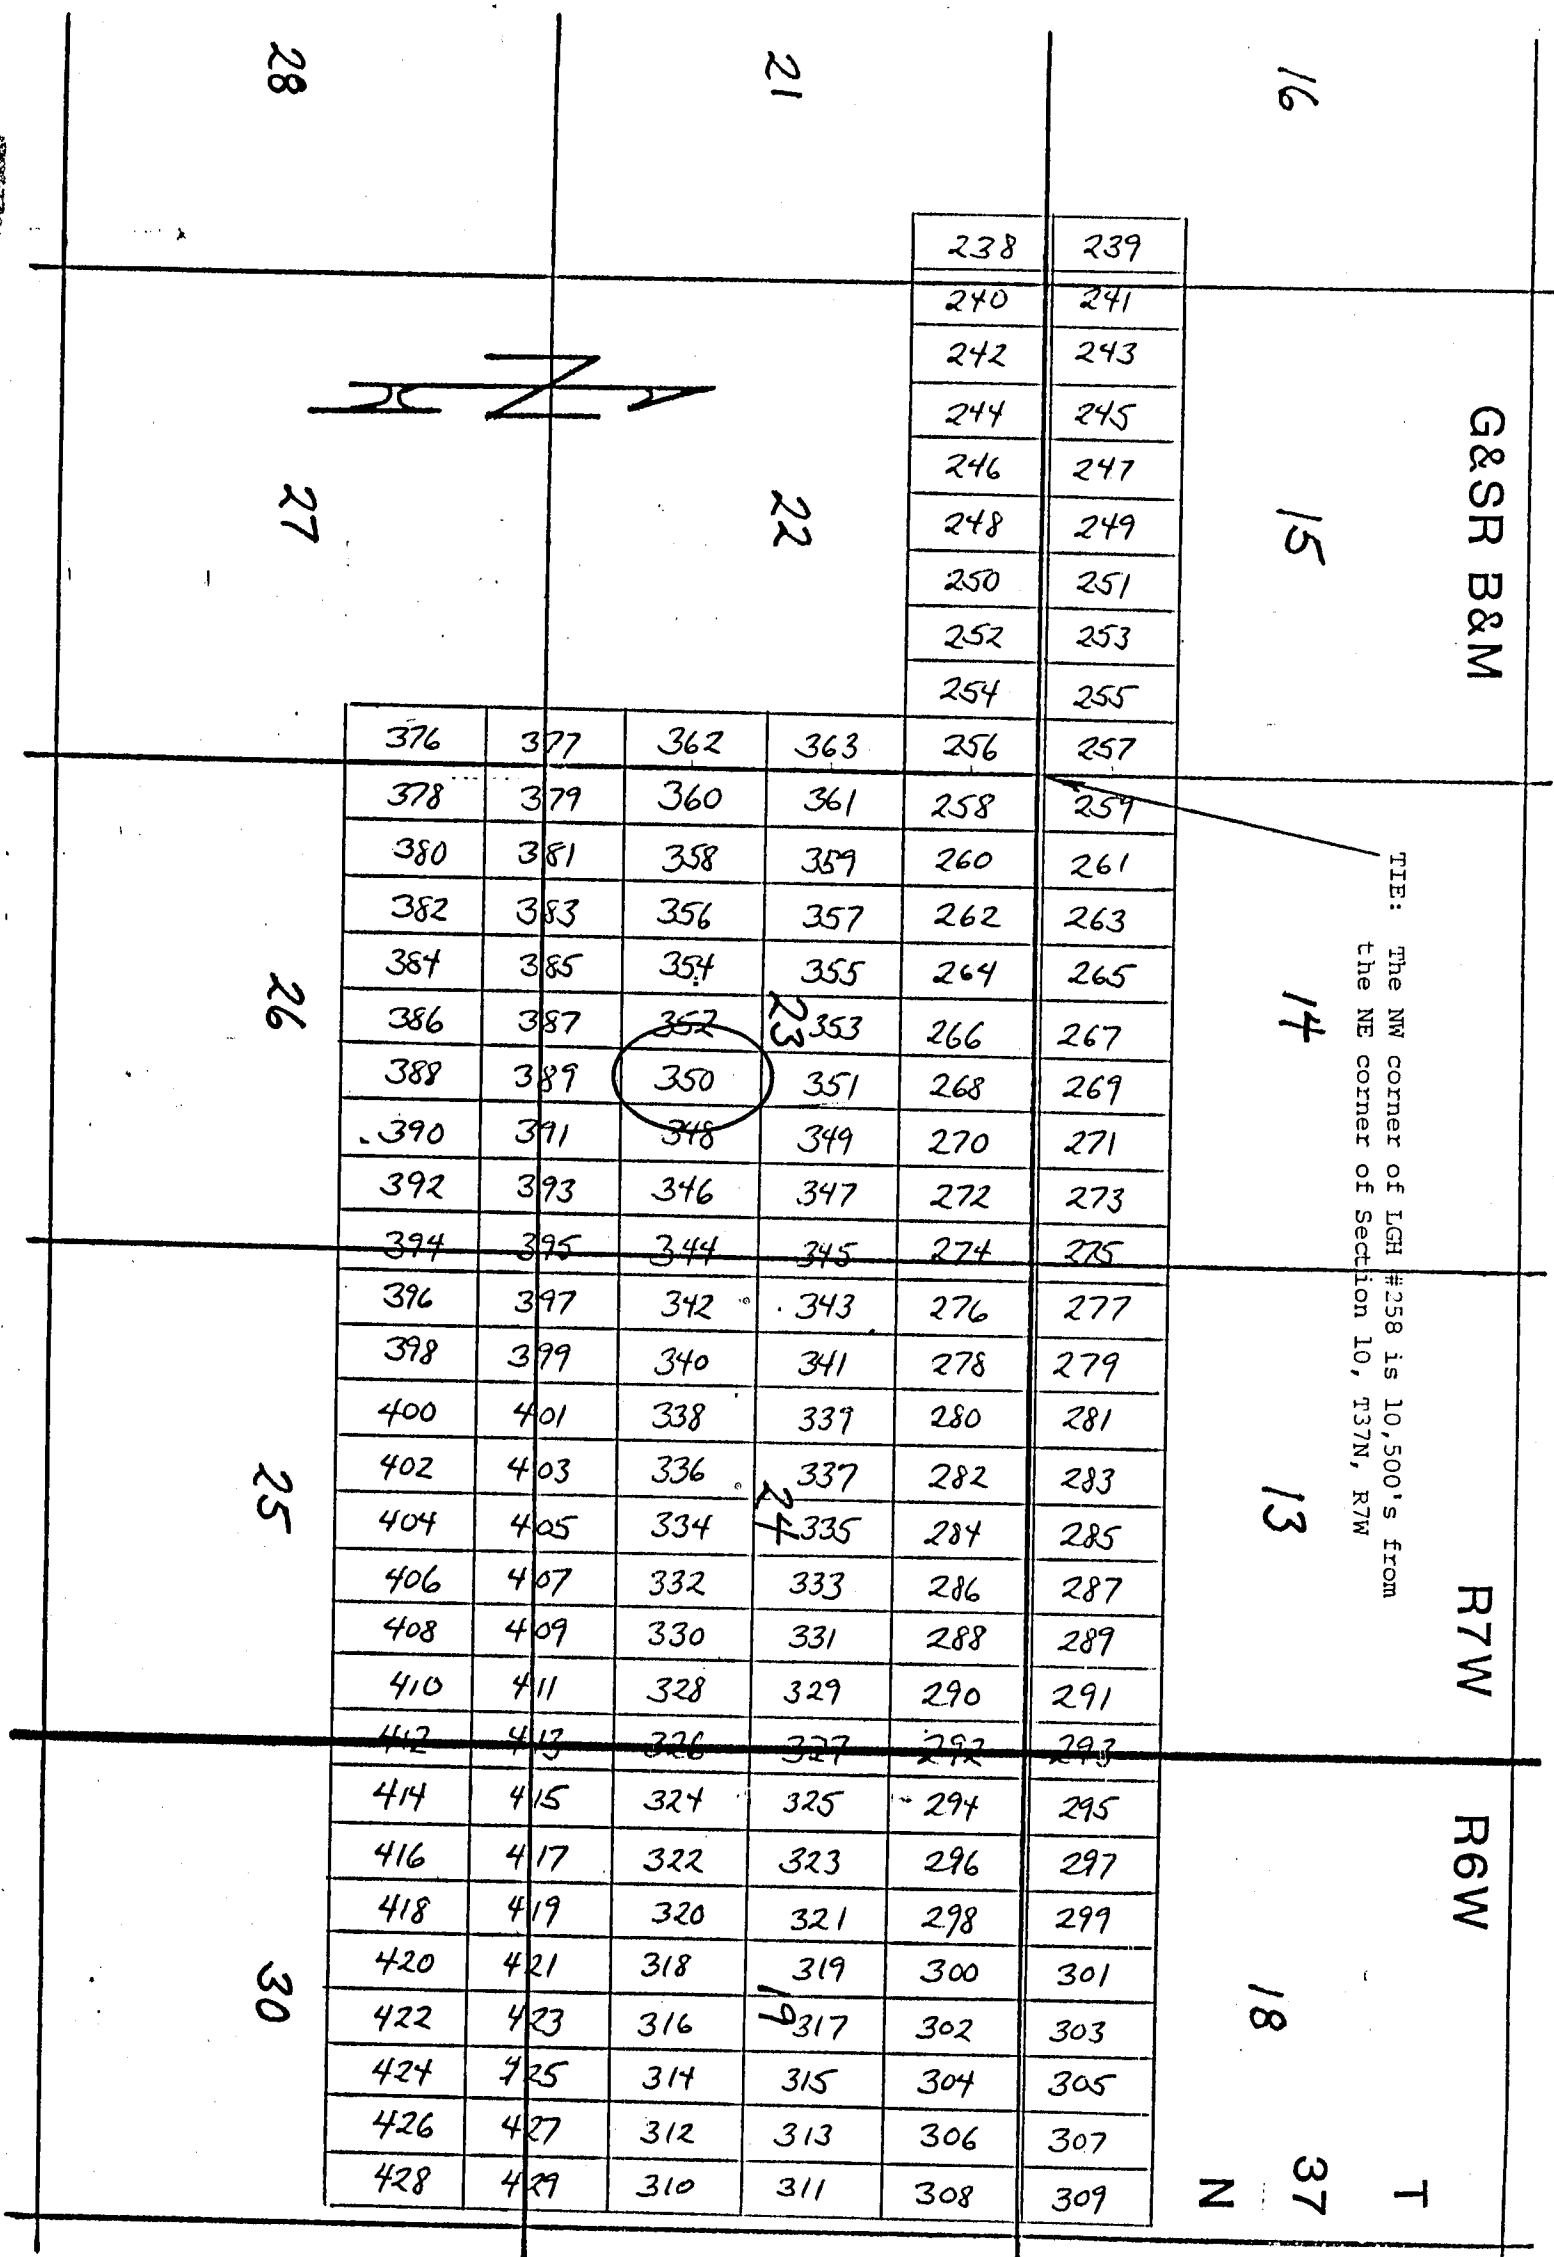 G&SR B&M
R7W
R6W
T
37
N
TIE: The NW corner of LGH #258 is 10,500's from
the NE corner of Section 10, T37N, R7W
16
15
14
13
18
21
22
23
24
19
28
27
26
25
30
N
238 239
240 241
242 243
244 245
246 247
248 249
250 251
252 253
254 255
376 377 362 363 256 257
378 379 360 361 258 259
380 381 358 359 260 261
382 383 356 357 262 263
384 385 354 355 264 265
386 387 352 353 266 267
388 389 350 351 268 269
390 391 348 349 270 271
392 393 346 347 272 273
394 395 344 345 274 275
396 397 342 343 276 277
398 399 340 341 278 279
400 401 338 339 280 281
402 403 336 337 282 283
404 405 334 335 284 285
406 407 332 333 286 287
408 409 330 331 288 289
410 411 328 329 290 291
412 413 326 327 292 293
414 415 324 325 294 295
416 417 322 323 296 297
418 419 320 321 298 299
420 421 318 319 300 301
422 423 316 317 302 303
424 425 314 315 304 305
426 427 312 313 306 307
428 429 310 311 308 309